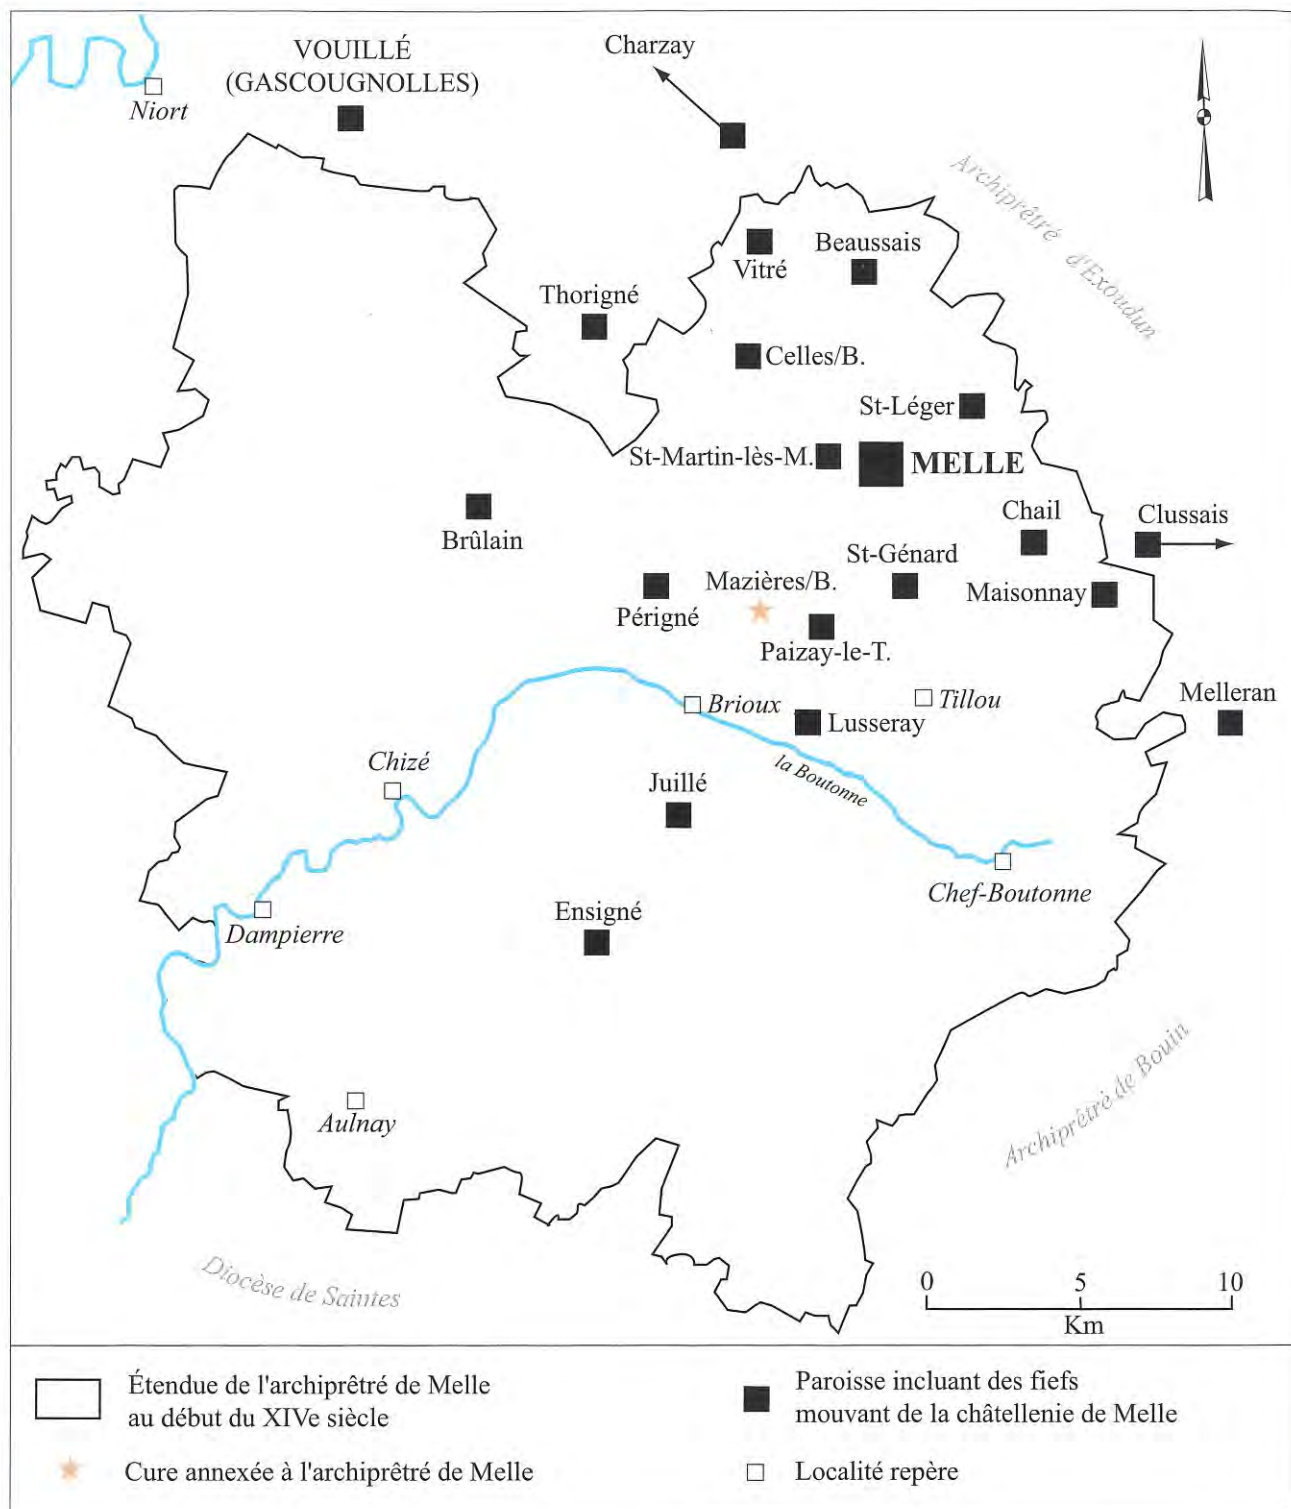 VOUILLÉ
(GASCOUGNOLLES)
Charzay
Niort
Archiprêtré d'Exoudun
Vitré
Beaussais
Thorigné
Celles/B.
St-Léger
St-Martin-lès-M.
MELLE
Chail
Clussais
Brûlain
St-Génard
Mazières/B.
Maisonnay
Périgné
Paizay-le-T.
Melleran
Brioux
Tillou
Lusseray
Chizé
la Boutonne
Juillé
Chef-Boutonne
Ensigné
Dampierre
Archiprêtré de Bouin
Aulnay
Diocèse de Saintes
0 5 10
Km
Étendue de l'archiprêtré de Melle
au début du XIVe siècle
Paroisse incluant des fiefs
mouvant de la châtellenie de Melle
Cure annexée à l'archiprêtré de Melle
Localité repère